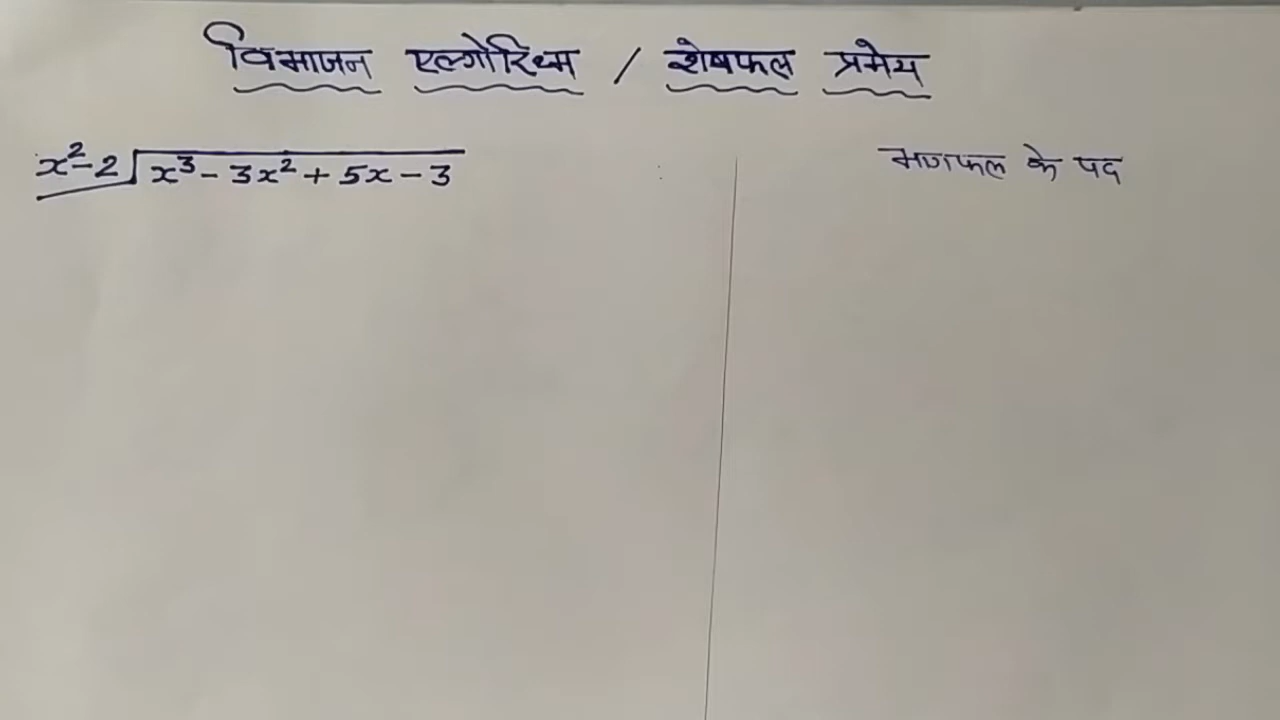 विभाजन एल्गोरिथ्म / शेषफल प्रमेय
x²-2 x³ - 3x² + 5x - 3
भागफल के पद